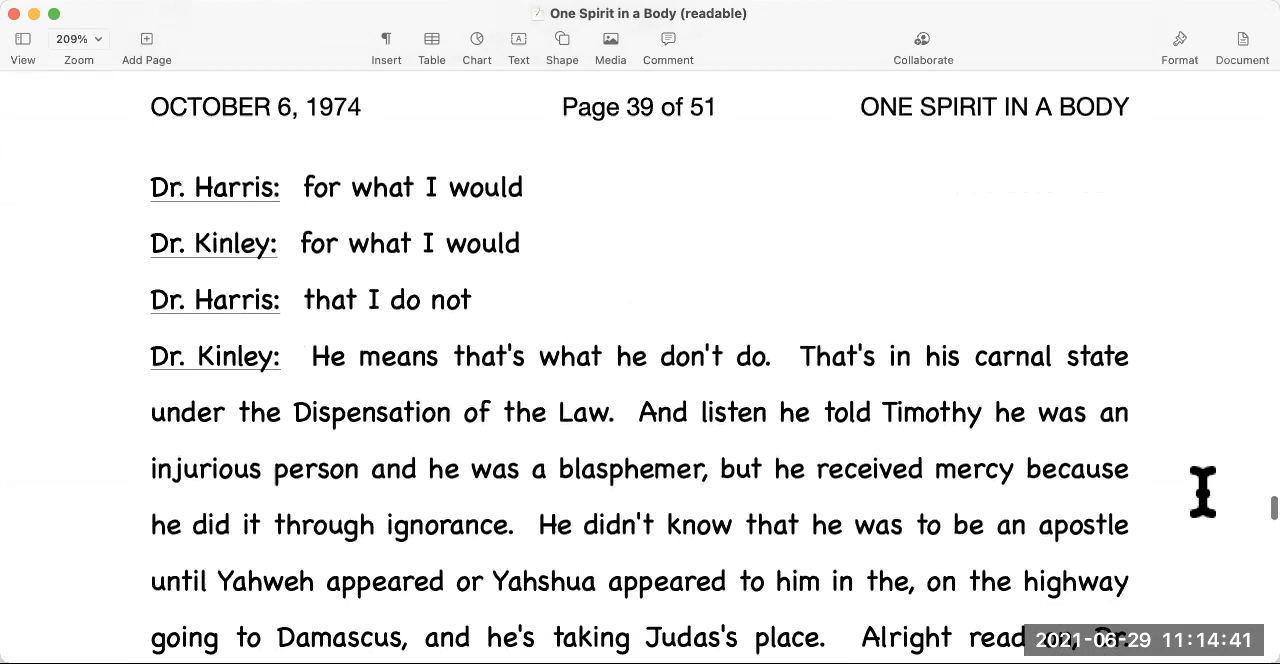 One Spirit in a Body (readable)
209%
View Zoom Add Page Insert Table Chart Text Shape Media Comment Collaborate Format Document
OCTOBER 6, 1974 Page 39 of 51 ONE SPIRIT IN A BODY
Dr. Harris: for what I would
Dr. Kinley: for what I would
Dr. Harris: that I do not
Dr. Kinley: He means that's what he don't do. That's in his carnal state
under the Dispensation of the Law. And listen he told Timothy he was an
injurious person and he was a blasphemer, but he received mercy because
he did it through ignorance. He didn't know that he was to be an apostle
until Yahweh appeared or Yahshua appeared to him in the, on the highway
going to Damascus, and he's taking Judas's place. Alright read
2021-06-29 11:14:41